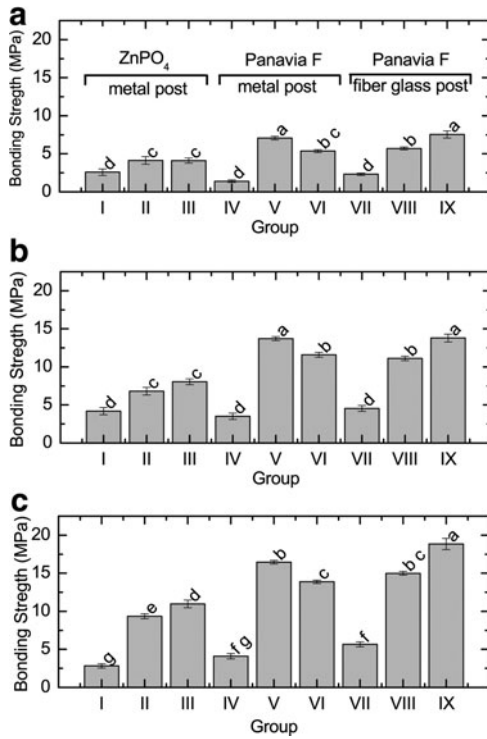 a
20
15
10
5
0
Bonding Stregth (MPa)
ZnPO4 Panavia F Panavia F
metal post metal post fiber glass post
d c c d a b c d b a
I II III IV V VI VII VIII IX
Group
b
20
15
10
5
0
Bonding Stregth (MPa)
d c c d a b d b a
I II III IV V VI VII VIII IX
Group
c
20
15
10
5
0
Bonding Stregth (MPa)
g e d f g b c f b c a
I II III IV V VI VII VIII IX
Group